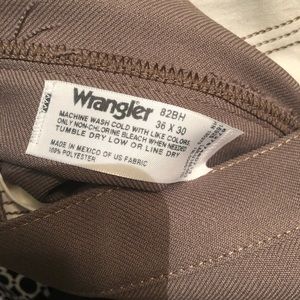 Wrangler 82BH
36 X 30
MACHINE WASH COLD WITH LIKE COLORS
ONLY NON-CHLORINE BLEACH WHEN NEEDED
TUMBLE DRY LOW OR LINE DRY
MADE IN MEXICO OF US FABRIC
100% POLYESTER